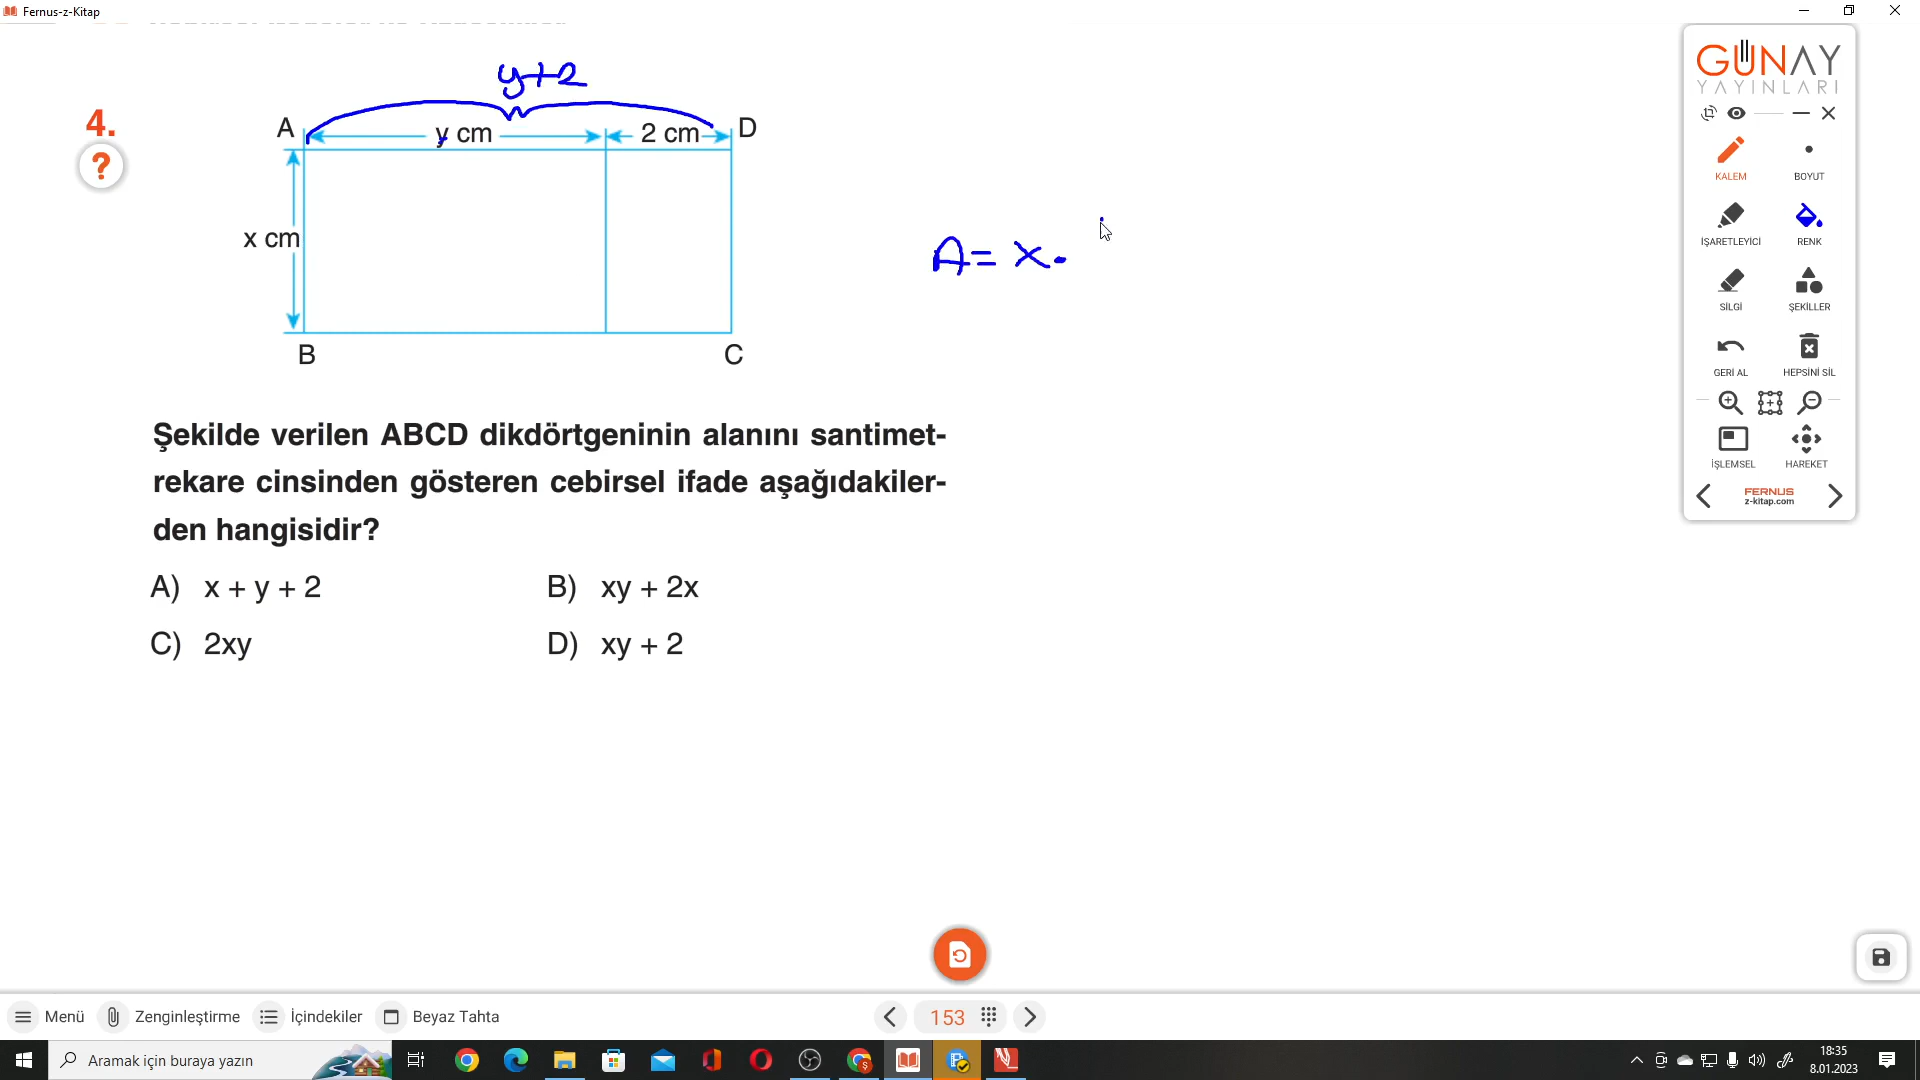 Fernus-z-Kitap
y+2
4.
?
A
y cm
2 cm
D
x cm
B
C
A= x.
Şekilde verilen ABCD dikdörtgeninin alanını santimet-
rekare cinsinden gösteren cebirsel ifade aşağıdakiler-
den hangisidir?
A) x + y + 2
B) xy + 2x
C) 2xy
D) xy + 2
GÜNAY
YAYINLARI
KALEM
BOYUT
İŞARETLEYİCİ
RENK
SİLGİ
ŞEKİLLER
GERİ AL
HEPSİNİ SİL
İŞLEMSEL
HAREKET
FERNUS
z-kitap.com
Menü
Zenginleştirme
İçindekiler
Beyaz Tahta
153
Aramak için buraya yazın
18:35
8.01.2023